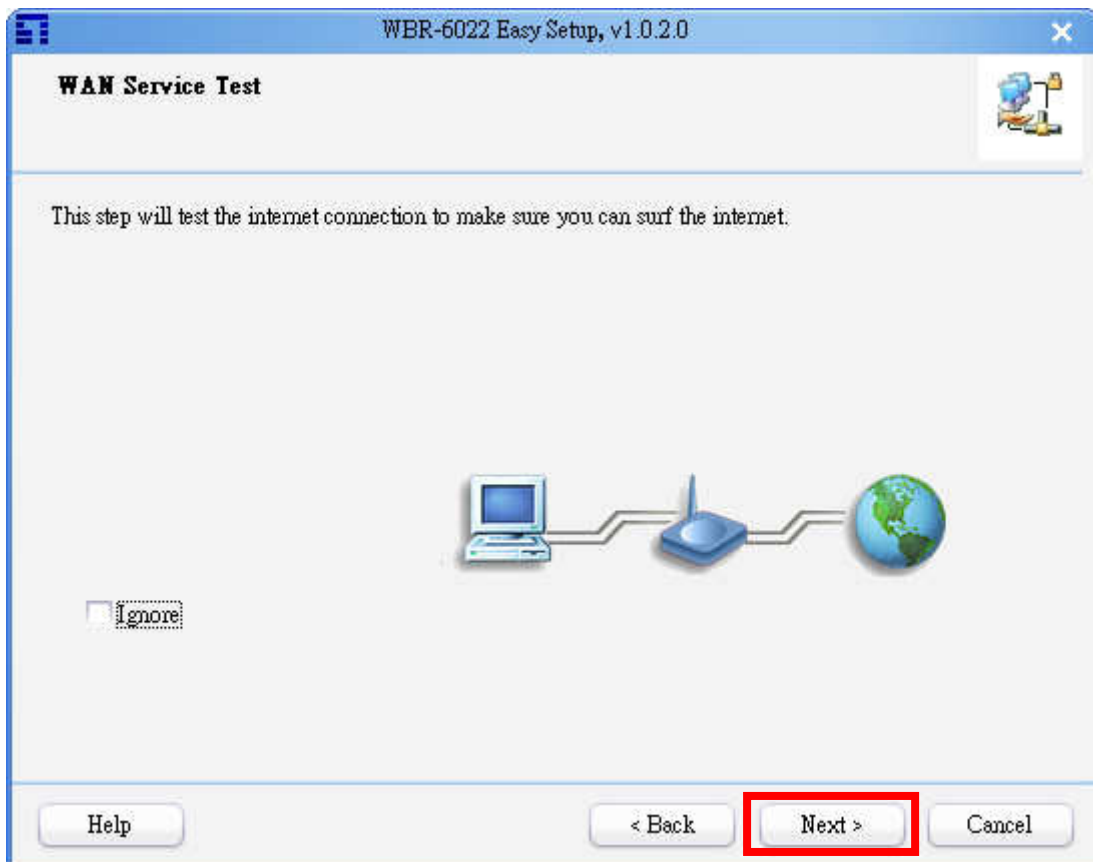 WBR-6022 Easy Setup, v1.0.2.0
WAN Service Test
This step will test the internet connection to make sure you can surf the internet.
Ignore
Help
< Back
Next >
Cancel